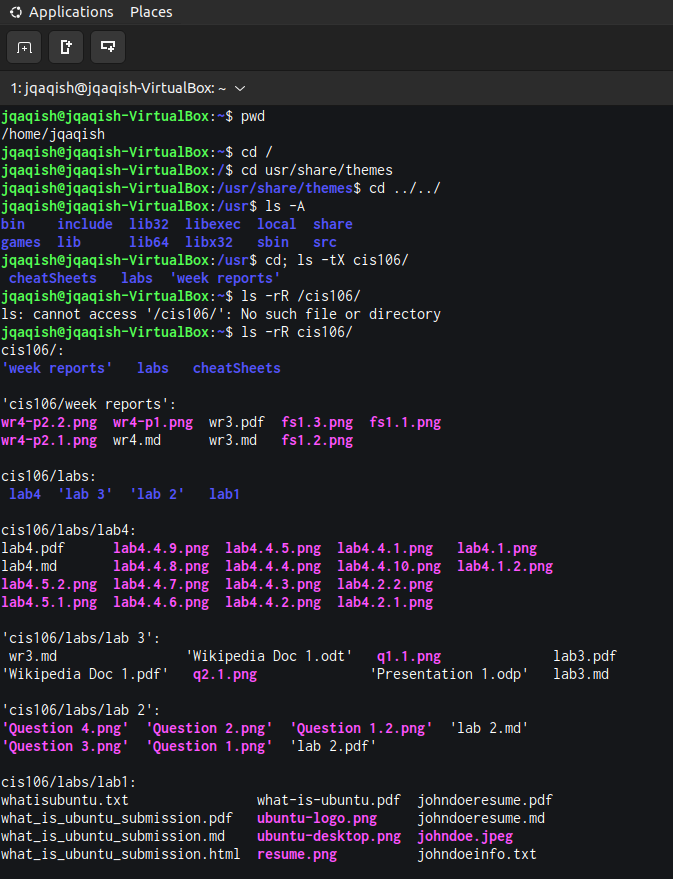 Applications Places
1: jqaqish@jqaqish-VirtualBox: ~
jqaqish@jqaqish-VirtualBox:~$ pwd
/home/jqaqish
jqaqish@jqaqish-VirtualBox:~$ cd /
jqaqish@jqaqish-VirtualBox:/$ cd usr/share/themes
jqaqish@jqaqish-VirtualBox:/usr/share/themes$ cd ../../
jqaqish@jqaqish-VirtualBox:/usr$ ls -A
bin    include  lib32  libexec  local  share
games  lib      lib64  libx32   sbin   src
jqaqish@jqaqish-VirtualBox:/usr$ cd; ls -tX cis106/
 cheatSheets   labs  'week reports'
jqaqish@jqaqish-VirtualBox:~$ ls -rR /cis106/
ls: cannot access '/cis106/': No such file or directory
jqaqish@jqaqish-VirtualBox:~$ ls -rR cis106/
cis106/:
'week reports'   labs   cheatSheets
'cis106/week reports':
wr4-p2.2.png  wr4-p1.png  wr3.pdf  fs1.3.png  fs1.1.png
wr4-p2.1.png  wr4.md      wr3.md   fs1.2.png
cis106/labs:
 lab4  'lab 3'  'lab 2'   lab1
cis106/labs/lab4:
lab4.pdf      lab4.4.9.png  lab4.4.5.png  lab4.4.1.png   lab4.1.png
lab4.md       lab4.4.8.png  lab4.4.4.png  lab4.4.10.png  lab4.1.2.png
lab4.5.2.png  lab4.4.7.png  lab4.4.3.png  lab4.2.2.png
lab4.5.1.png  lab4.4.6.png  lab4.4.2.png  lab4.2.1.png
'cis106/labs/lab 3':
 wr3.md                'Wikipedia Doc 1.odt'   q1.1.png              lab3.pdf
'Wikipedia Doc 1.pdf'   q2.1.png              'Presentation 1.odp'   lab3.md
'cis106/labs/lab 2':
'Question 4.png'  'Question 2.png'  'Question 1.2.png'  'lab 2.md'
'Question 3.png'  'Question 1.png'  'lab 2.pdf'
cis106/labs/lab1:
whatisubuntu.txt                what-is-ubuntu.pdf  johndoeresume.pdf
what_is_ubuntu_submission.pdf   ubuntu-logo.png     johndoeresume.md
what_is_ubuntu_submission.md    ubuntu-desktop.png  johndoe.jpeg
what_is_ubuntu_submission.html  resume.png          johndoeinfo.txt